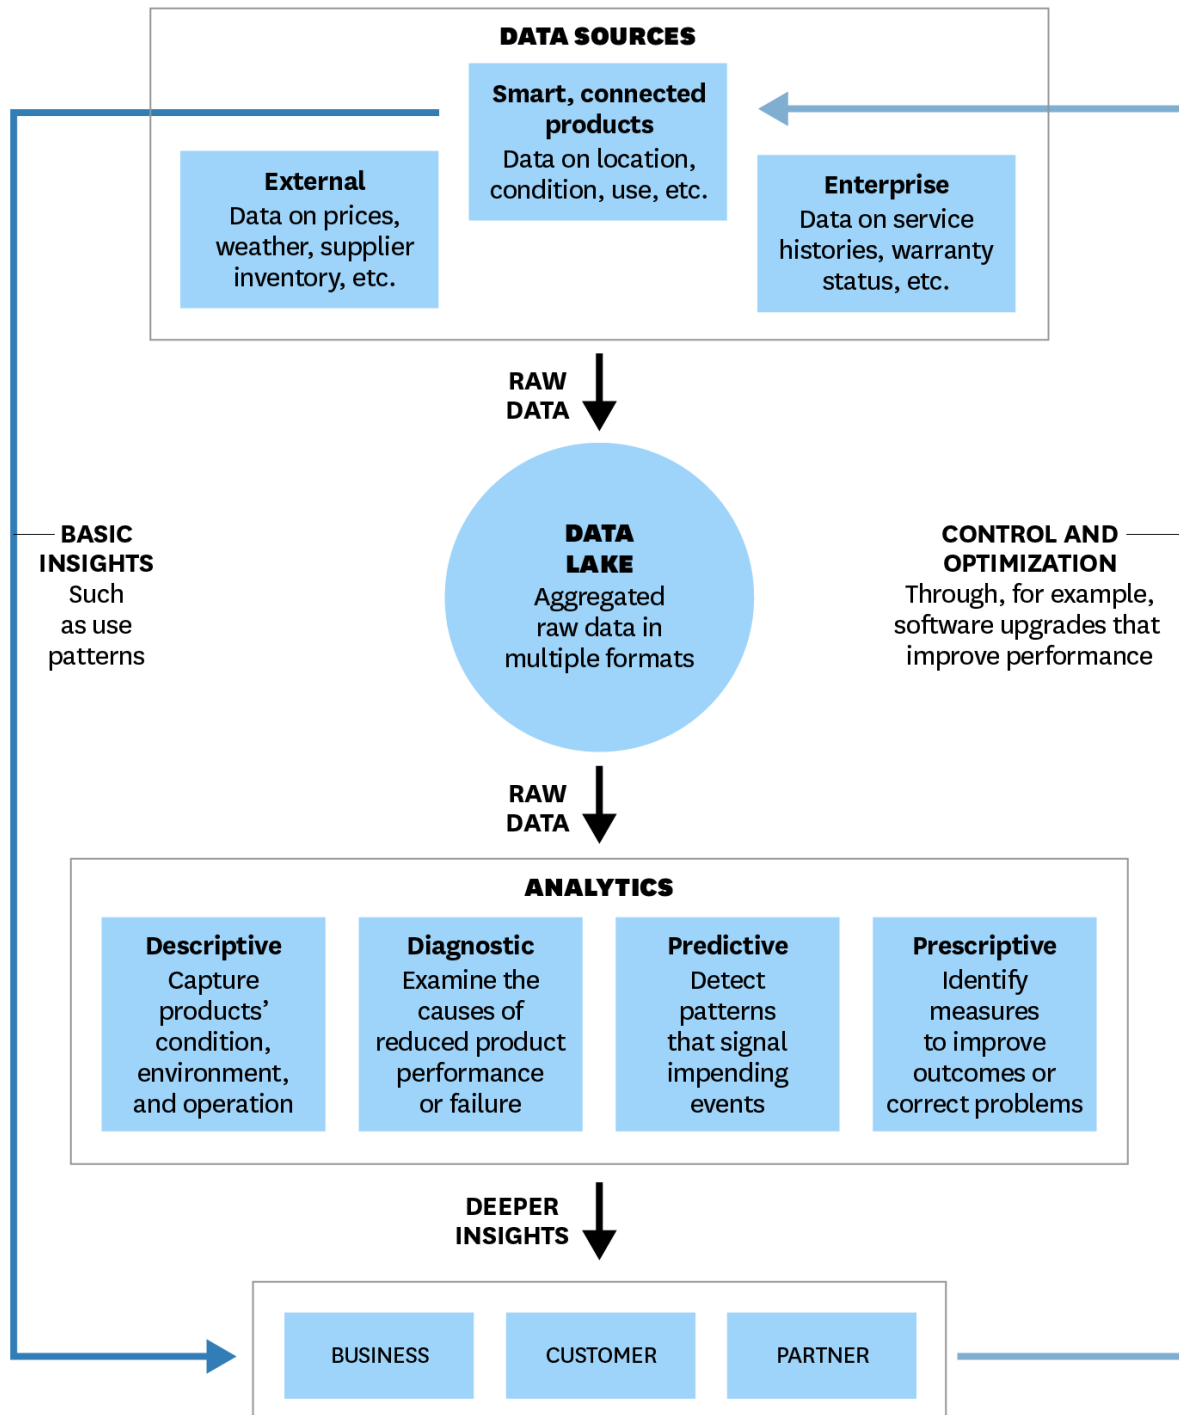 DATA SOURCES
Smart, connected
products
Data on location,
condition, use, etc.
External
Data on prices,
weather, supplier
inventory, etc.
Enterprise
Data on service
histories, warranty
status, etc.
RAW
DATA
BASIC
INSIGHTS
Such
as use
patterns
DATA
LAKE
Aggregated
raw data in
multiple formats
CONTROL AND
OPTIMIZATION
Through, for example,
software upgrades that
improve performance
RAW
DATA
ANALYTICS
Descriptive
Capture
products’
condition,
environment,
and operation
Diagnostic
Examine the
causes of
reduced product
performance
or failure
Predictive
Detect
patterns
that signal
impending
events
Prescriptive
Identify
measures
to improve
outcomes or
correct problems
DEEPER
INSIGHTS
BUSINESS
CUSTOMER
PARTNER